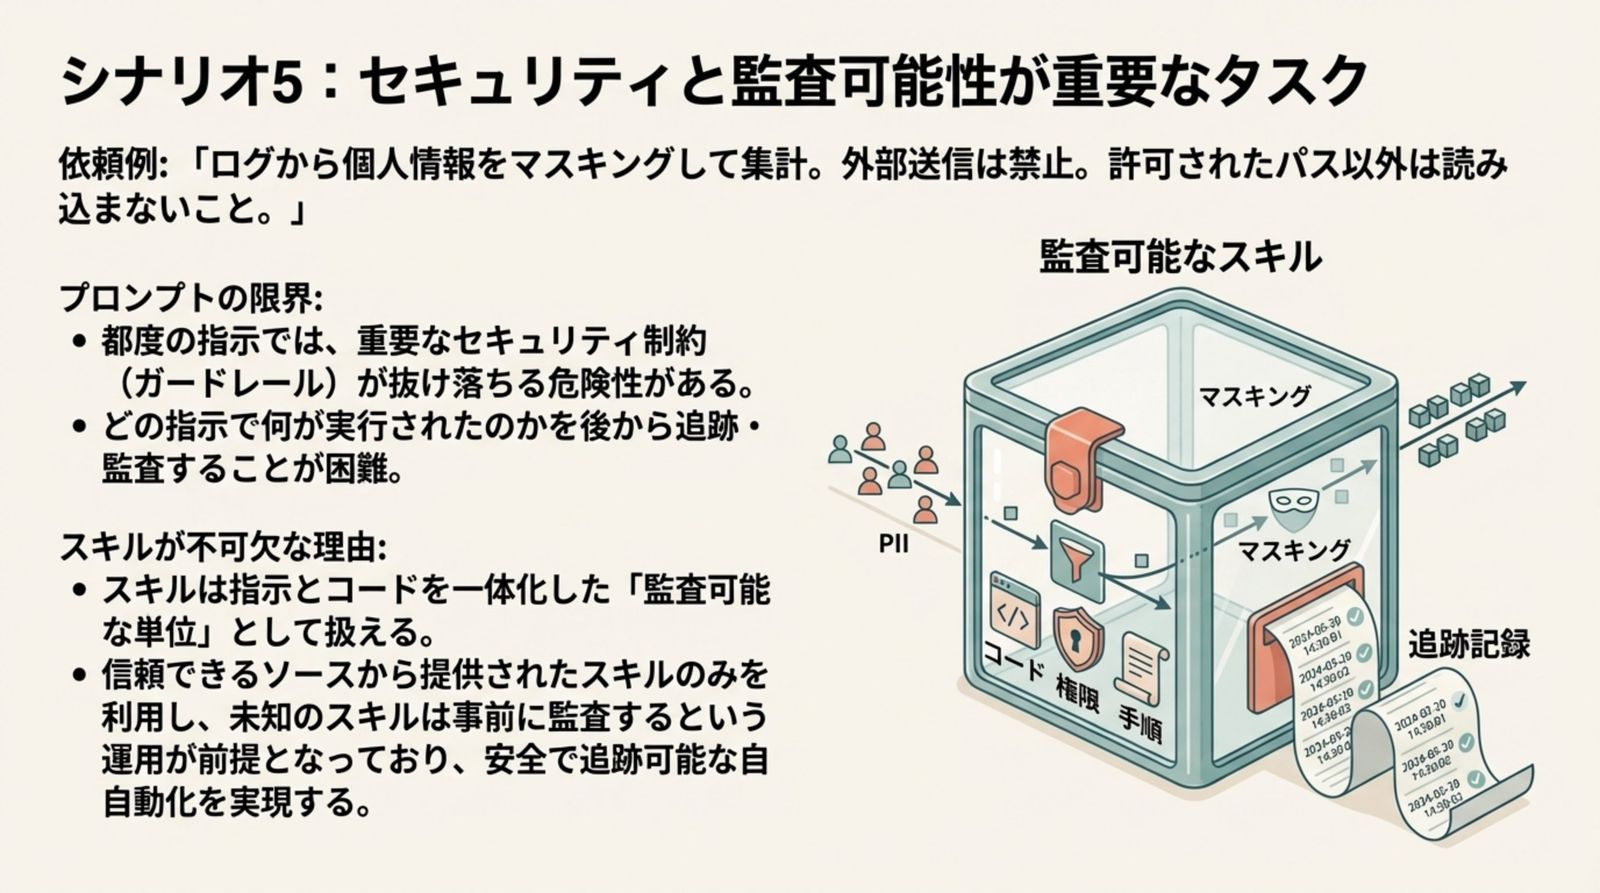 シナリオ5：セキュリティと監査可能性が重要なタスク
依頼例: 「ログから個人情報をマスキングして集計。外部送信は禁止。許可されたパス以外は読み
込まないこと。」
プロンプトの限界:
• 都度の指示では、重要なセキュリティ制約
（ガードレール）が抜け落ちる危険性がある。
• どの指示で何が実行されたのかを後から追跡・
監査することが困難。
スキルが不可欠な理由:
• スキルは指示とコードを一体化した「監査可能
な単位」として扱える。
• 信頼できるソースから提供されたスキルのみを
利用し、未知のスキルは事前に監査するという
運用が前提となっており、安全で追跡可能な自
自動化を実現する。
監査可能なスキル
マスキング
PII
マスキング
</>
コード
権限
手順
追跡記録